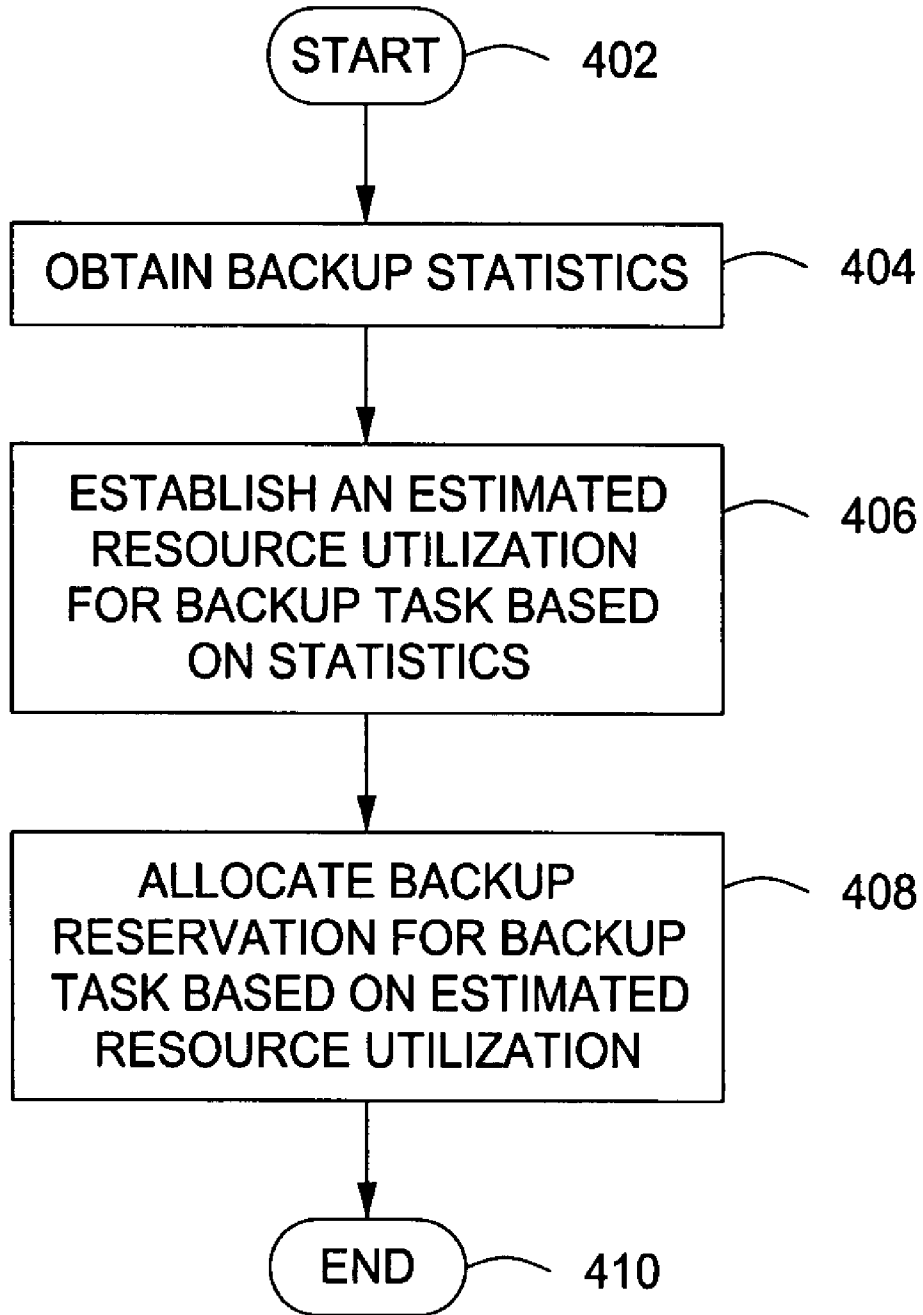 START
402
OBTAIN BACKUP STATISTICS
404
ESTABLISH AN ESTIMATED
RESOURCE UTILIZATION
FOR BACKUP TASK BASED
ON STATISTICS
406
ALLOCATE BACKUP
RESERVATION FOR BACKUP
TASK BASED ON ESTIMATED
RESOURCE UTILIZATION
408
END
410